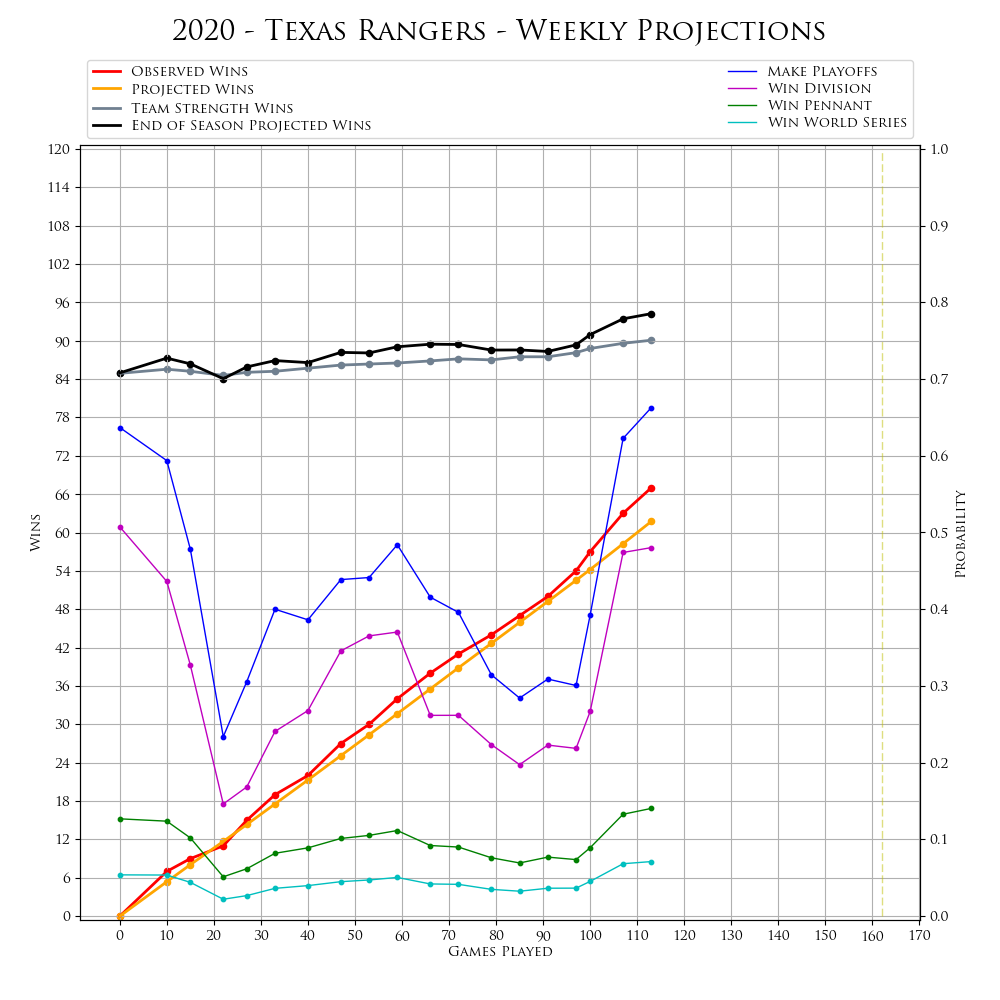 2020 - Texas Rangers - Weekly Projections
Observed Wins
Projected Wins
Team Strength Wins
End of Season Projected Wins
Make Playoffs
Win Division
Win Pennant
Win World Series
120
114
108
102
96
90
84
78
72
66
60
54
48
42
36
30
24
18
12
6
0
Wins
1.0
0.9
0.8
0.7
0.6
0.5
0.4
0.3
0.2
0.1
0.0
Probability
0 10 20 30 40 50 60 70 80 90 100 110 120 130 140 150 160 170
Games Played